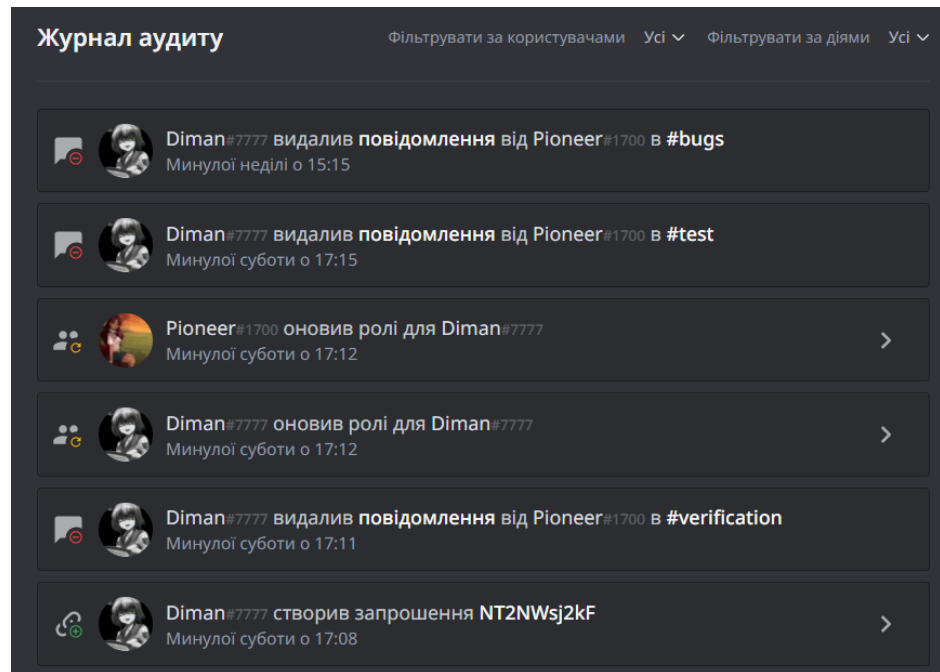 Журнал аудиту Фільтрувати за користувачами Усі Фільтрувати за діями Усі
Diman#7777 видалив повідомлення від Pioneer#1700 в #bugs
Минулої неділі о 15:15
Diman#7777 видалив повідомлення від Pioneer#1700 в #test
Минулої суботи о 17:15
Pioneer#1700 оновив ролі для Diman#7777
Минулої суботи о 17:12
Diman#7777 оновив ролі для Diman#7777
Минулої суботи о 17:12
Diman#7777 видалив повідомлення від Pioneer#1700 в #verification
Минулої суботи о 17:11
Diman#7777 створив запрошення NT2NWsj2kF
Минулої суботи о 17:08